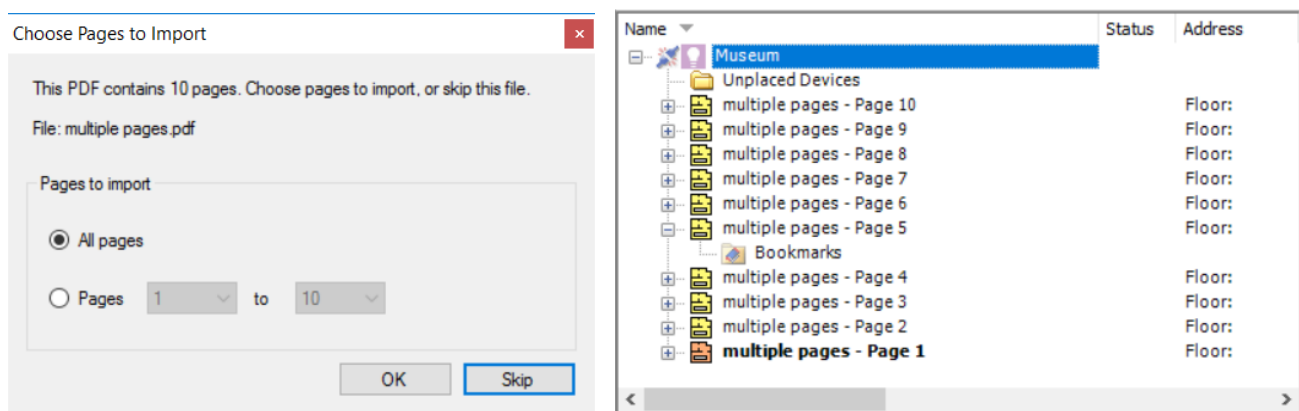 Choose Pages to Import
This PDF contains 10 pages. Choose pages to import, or skip this file.
File: multiple pages.pdf
Pages to import
All pages
Pages 1 to 10
OK Skip
Name Status Address
Museum
Unplaced Devices
multiple pages - Page 10 Floor:
multiple pages - Page 9 Floor:
multiple pages - Page 8 Floor:
multiple pages - Page 7 Floor:
multiple pages - Page 6 Floor:
multiple pages - Page 5 Floor:
Bookmarks
multiple pages - Page 4 Floor:
multiple pages - Page 3 Floor:
multiple pages - Page 2 Floor:
multiple pages - Page 1 Floor: